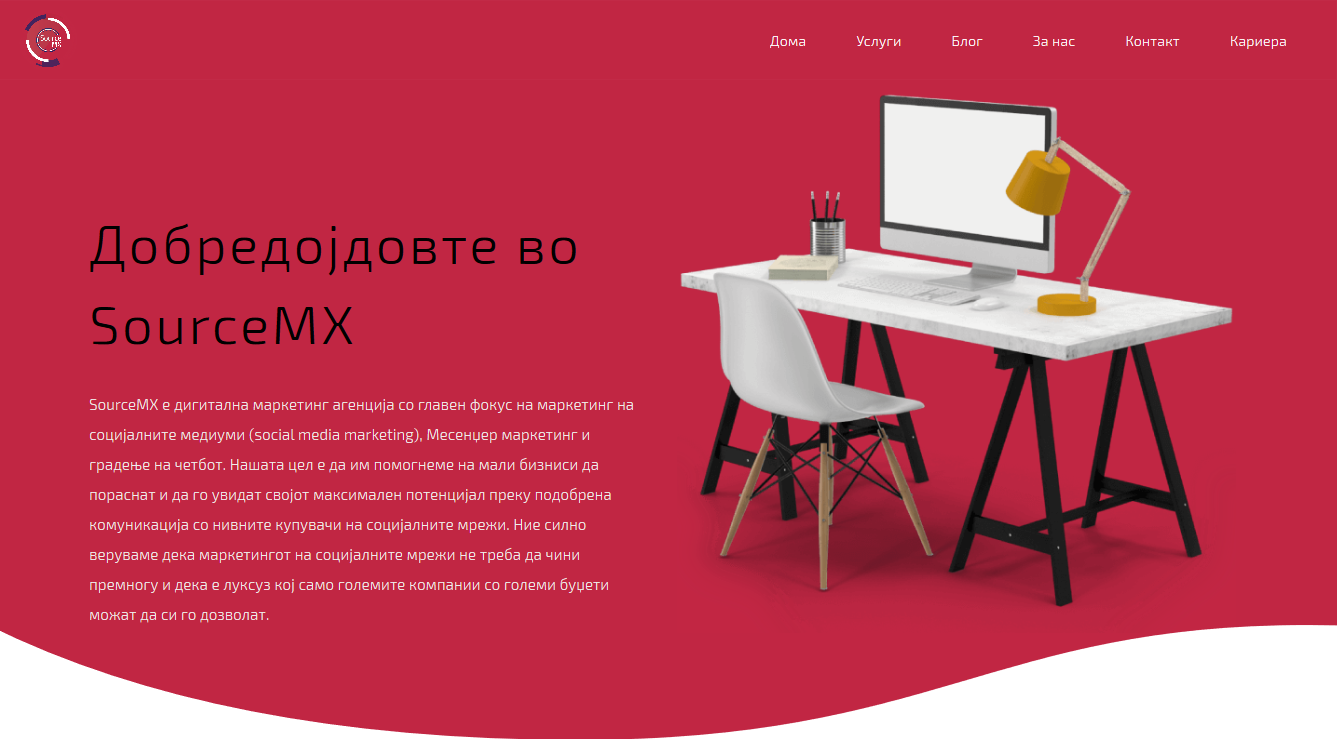 Source
MX
Дома
Услуги
Блог
За нас
Контакт
Кариера
Добредојдовте во
SourceMX
SourceMX е дигитална маркетинг агенција со главен фокус на маркетинг на
социјалните медиуми (social media marketing), Месенџер маркетинг и
градење на четбот. Нашата цел е да им помогнеме на мали бизниси да
пораснат и да го увидат својот максимален потенцијал преку подобрена
комуникација со нивните купувачи на социјалните мрежи. Ние силно
веруваме дека маркетингот на социјалните мрежи не треба да чини
премногу и дека е луксуз кој само големите компании со големи буџети
можат да си го дозволат.